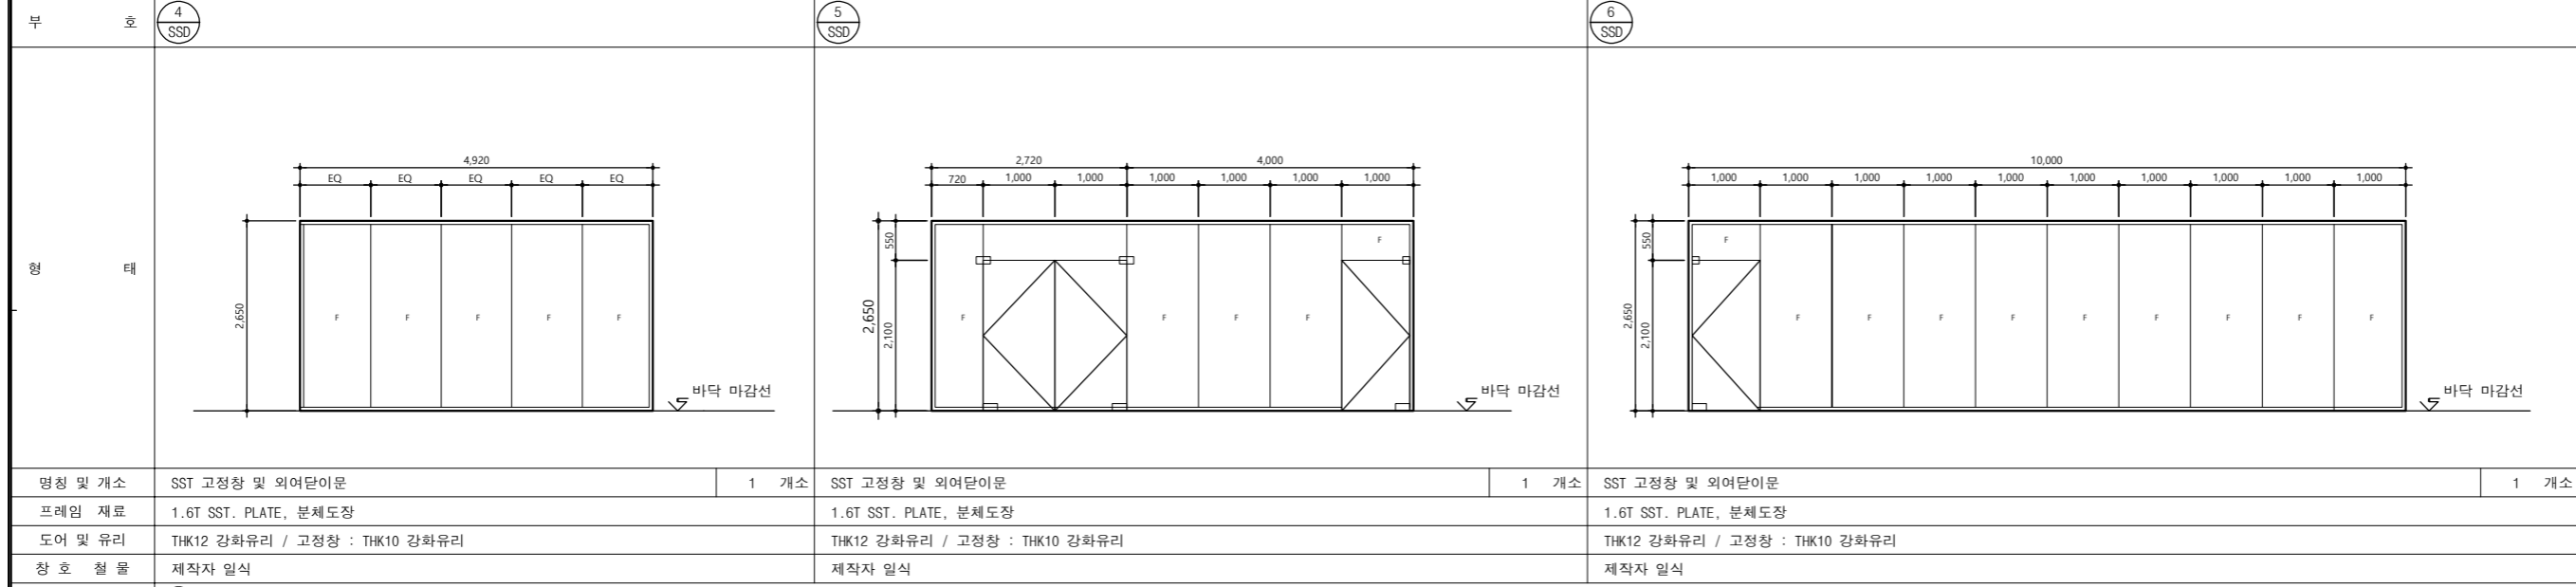 부 호 4 SSD 5 SSD 6 SSD
4,920 2,720 4,000 10,000
EQ EQ EQ EQ EQ 720 1,000 1,000 1,000 1,000 1,000 1,000 1,000 1,000 1,000 1,000 1,000 1,000 1,000 1,000 1,000 1,000
550 F 550 F
형 태
2,650 F F F F F 2,650 2,100 F F F F 2,650 2,100 F F F F F F F F F
바닥 마감선 바닥 마감선 바닥 마감선
명칭 및 개소 SST 고정창 및 외여닫이문 1 개소 SST 고정창 및 외여닫이문 1 개소 SST 고정창 및 외여닫이문 1 개소
프레임 재료 1.6T SST. PLATE, 분체도장 1.6T SST. PLATE, 분체도장 1.6T SST. PLATE, 분체도장
도어 및 유리 THK12 강화유리 / 고정창 : THK10 강화유리 THK12 강화유리 / 고정창 : THK10 강화유리 THK12 강화유리 / 고정창 : THK10 강화유리
창 호 철 물 제작자 일식 제작자 일식 제작자 일식